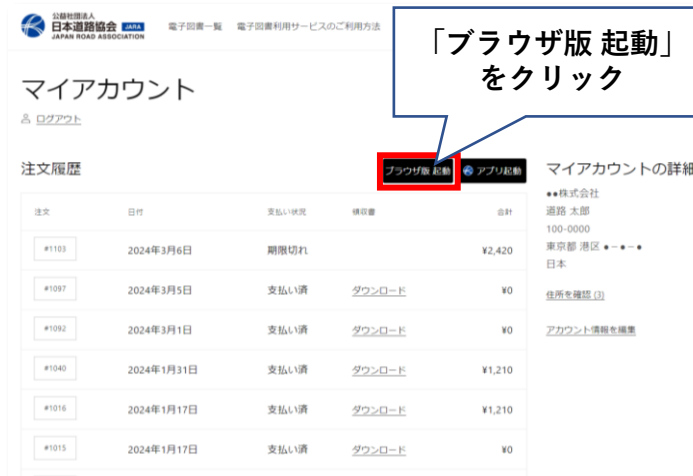 公益社団法人
日本道路協会 JARA
JAPAN ROAD ASSOCIATION
電子図書一覧 電子図書利用サービスのご利用方法
「ブラウザ版 起動」
をクリック
マイアカウント
ログアウト
注文履歴
ブラウザ版 起動
アプリ起動
マイアカウントの詳細
注文 日付 支払い状況 領収書 合計
#1103 2024年3月6日 期限切れ ¥2,420
#1097 2024年3月5日 支払い済 ダウンロード ¥0
#1092 2024年3月1日 支払い済 ダウンロード ¥0
#1040 2024年1月31日 支払い済 ダウンロード ¥1,210
#1016 2024年1月17日 支払い済 ダウンロード ¥1,210
#1015 2024年1月17日 支払い済 ダウンロード ¥0
●●株式会社
道路 太郎
100-0000
東京都 港区 ●−●−●
日本
住所を確認 (3)
アカウント情報を編集